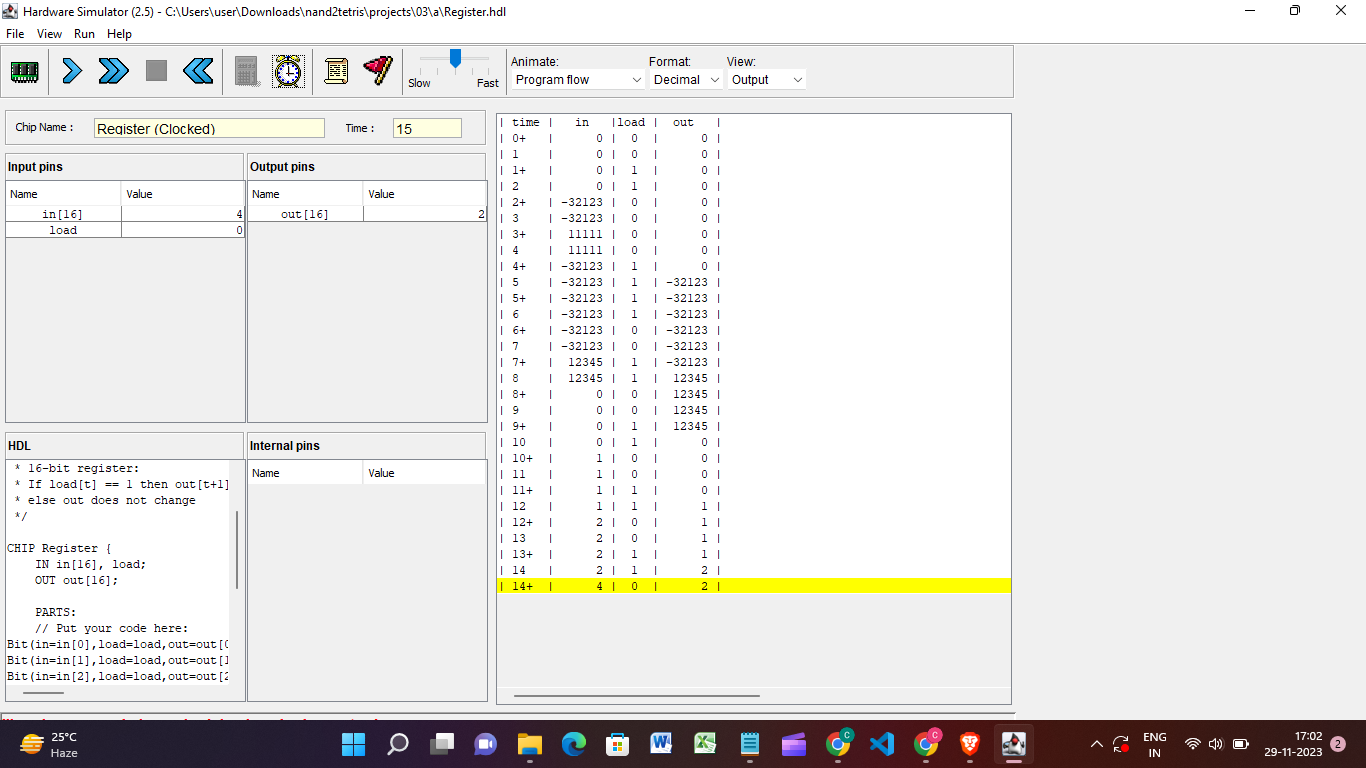 Hardware Simulator (2.5) - C:\Users\user\Downloads\nand2tetris\projects\03\a\Register.hdl
File View Run Help
Animate: Format: View:
Slow Fast Program flow Decimal Output
Chip Name : Register (Clocked) Time : 15
Input pins
Name Value
in[16] 4
load 0
Output pins
Name Value
out[16] 2
HDL
* 16-bit register:
* If load[t] == 1 then out[t+1]
* else out does not change
*/
CHIP Register {
IN in[16], load;
OUT out[16];
PARTS:
// Put your code here:
Bit(in=in[0],load=load,out=out[0
Bit(in=in[1],load=load,out=out[1
Bit(in=in[2],load=load,out=out[2
Internal pins
Name Value
| time | in |load | out |
| 0+ | 0 | 0 | 0 |
| 1 | 0 | 0 | 0 |
| 1+ | 0 | 1 | 0 |
| 2 | 0 | 1 | 0 |
| 2+ | -32123 | 0 | 0 |
| 3 | -32123 | 0 | 0 |
| 3+ | 11111 | 0 | 0 |
| 4 | 11111 | 0 | 0 |
| 4+ | -32123 | 1 | 0 |
| 5 | -32123 | 1 | -32123 |
| 5+ | -32123 | 1 | -32123 |
| 6 | -32123 | 1 | -32123 |
| 6+ | -32123 | 0 | -32123 |
| 7 | -32123 | 0 | -32123 |
| 7+ | 12345 | 1 | -32123 |
| 8 | 12345 | 1 | 12345 |
| 8+ | 0 | 0 | 12345 |
| 9 | 0 | 0 | 12345 |
| 9+ | 0 | 1 | 12345 |
| 10 | 0 | 1 | 0 |
| 10+ | 1 | 0 | 0 |
| 11 | 1 | 0 | 0 |
| 11+ | 1 | 1 | 0 |
| 12 | 1 | 1 | 1 |
| 12+ | 2 | 0 | 1 |
| 13 | 2 | 0 | 1 |
| 13+ | 2 | 1 | 1 |
| 14 | 2 | 1 | 2 |
| 14+ | 4 | 0 | 2 |
25°C
Haze
C
C
ENG
IN
17:02
29-11-2023
2